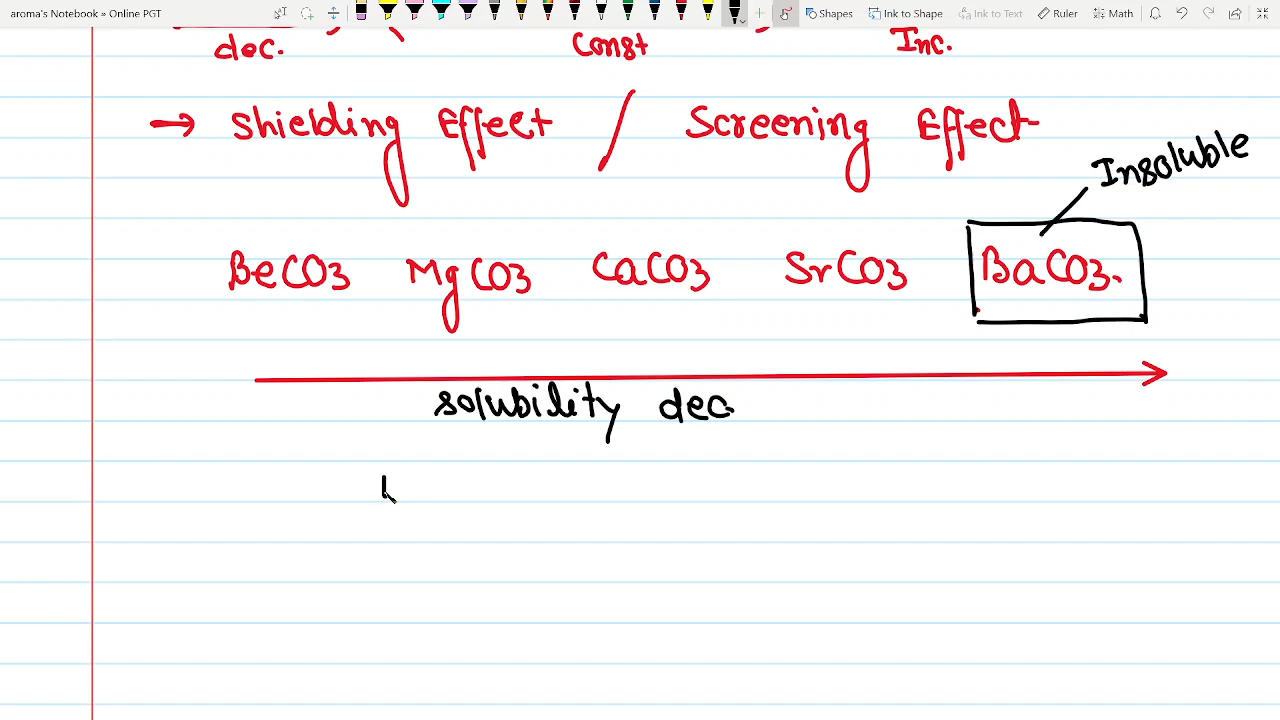 aroma's Notebook » Online PGT
Shapes Ink to Shape Ink to Text Ruler Math
dec. Const Inc.
→ Shielding Effect / Screening Effect
Insoluble
BeCO3 MgCO3 CaCO3 SrCO3 BaCO3.
solubility dec